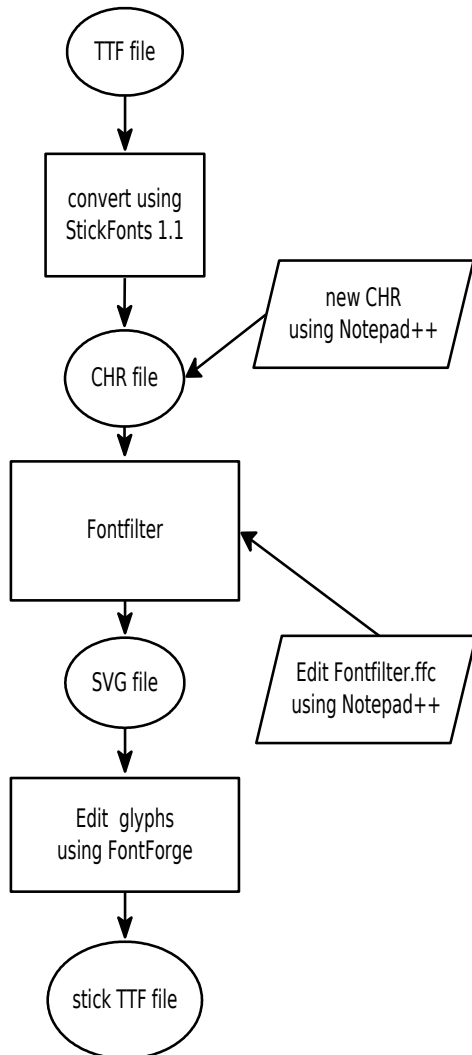 TTF file
convert using
StickFonts 1.1
new CHR
using Notepad++
CHR file
Fontfilter
Edit Fontfilter.ffc
using Notepad++
SVG file
Edit  glyphs
using FontForge
stick TTF file